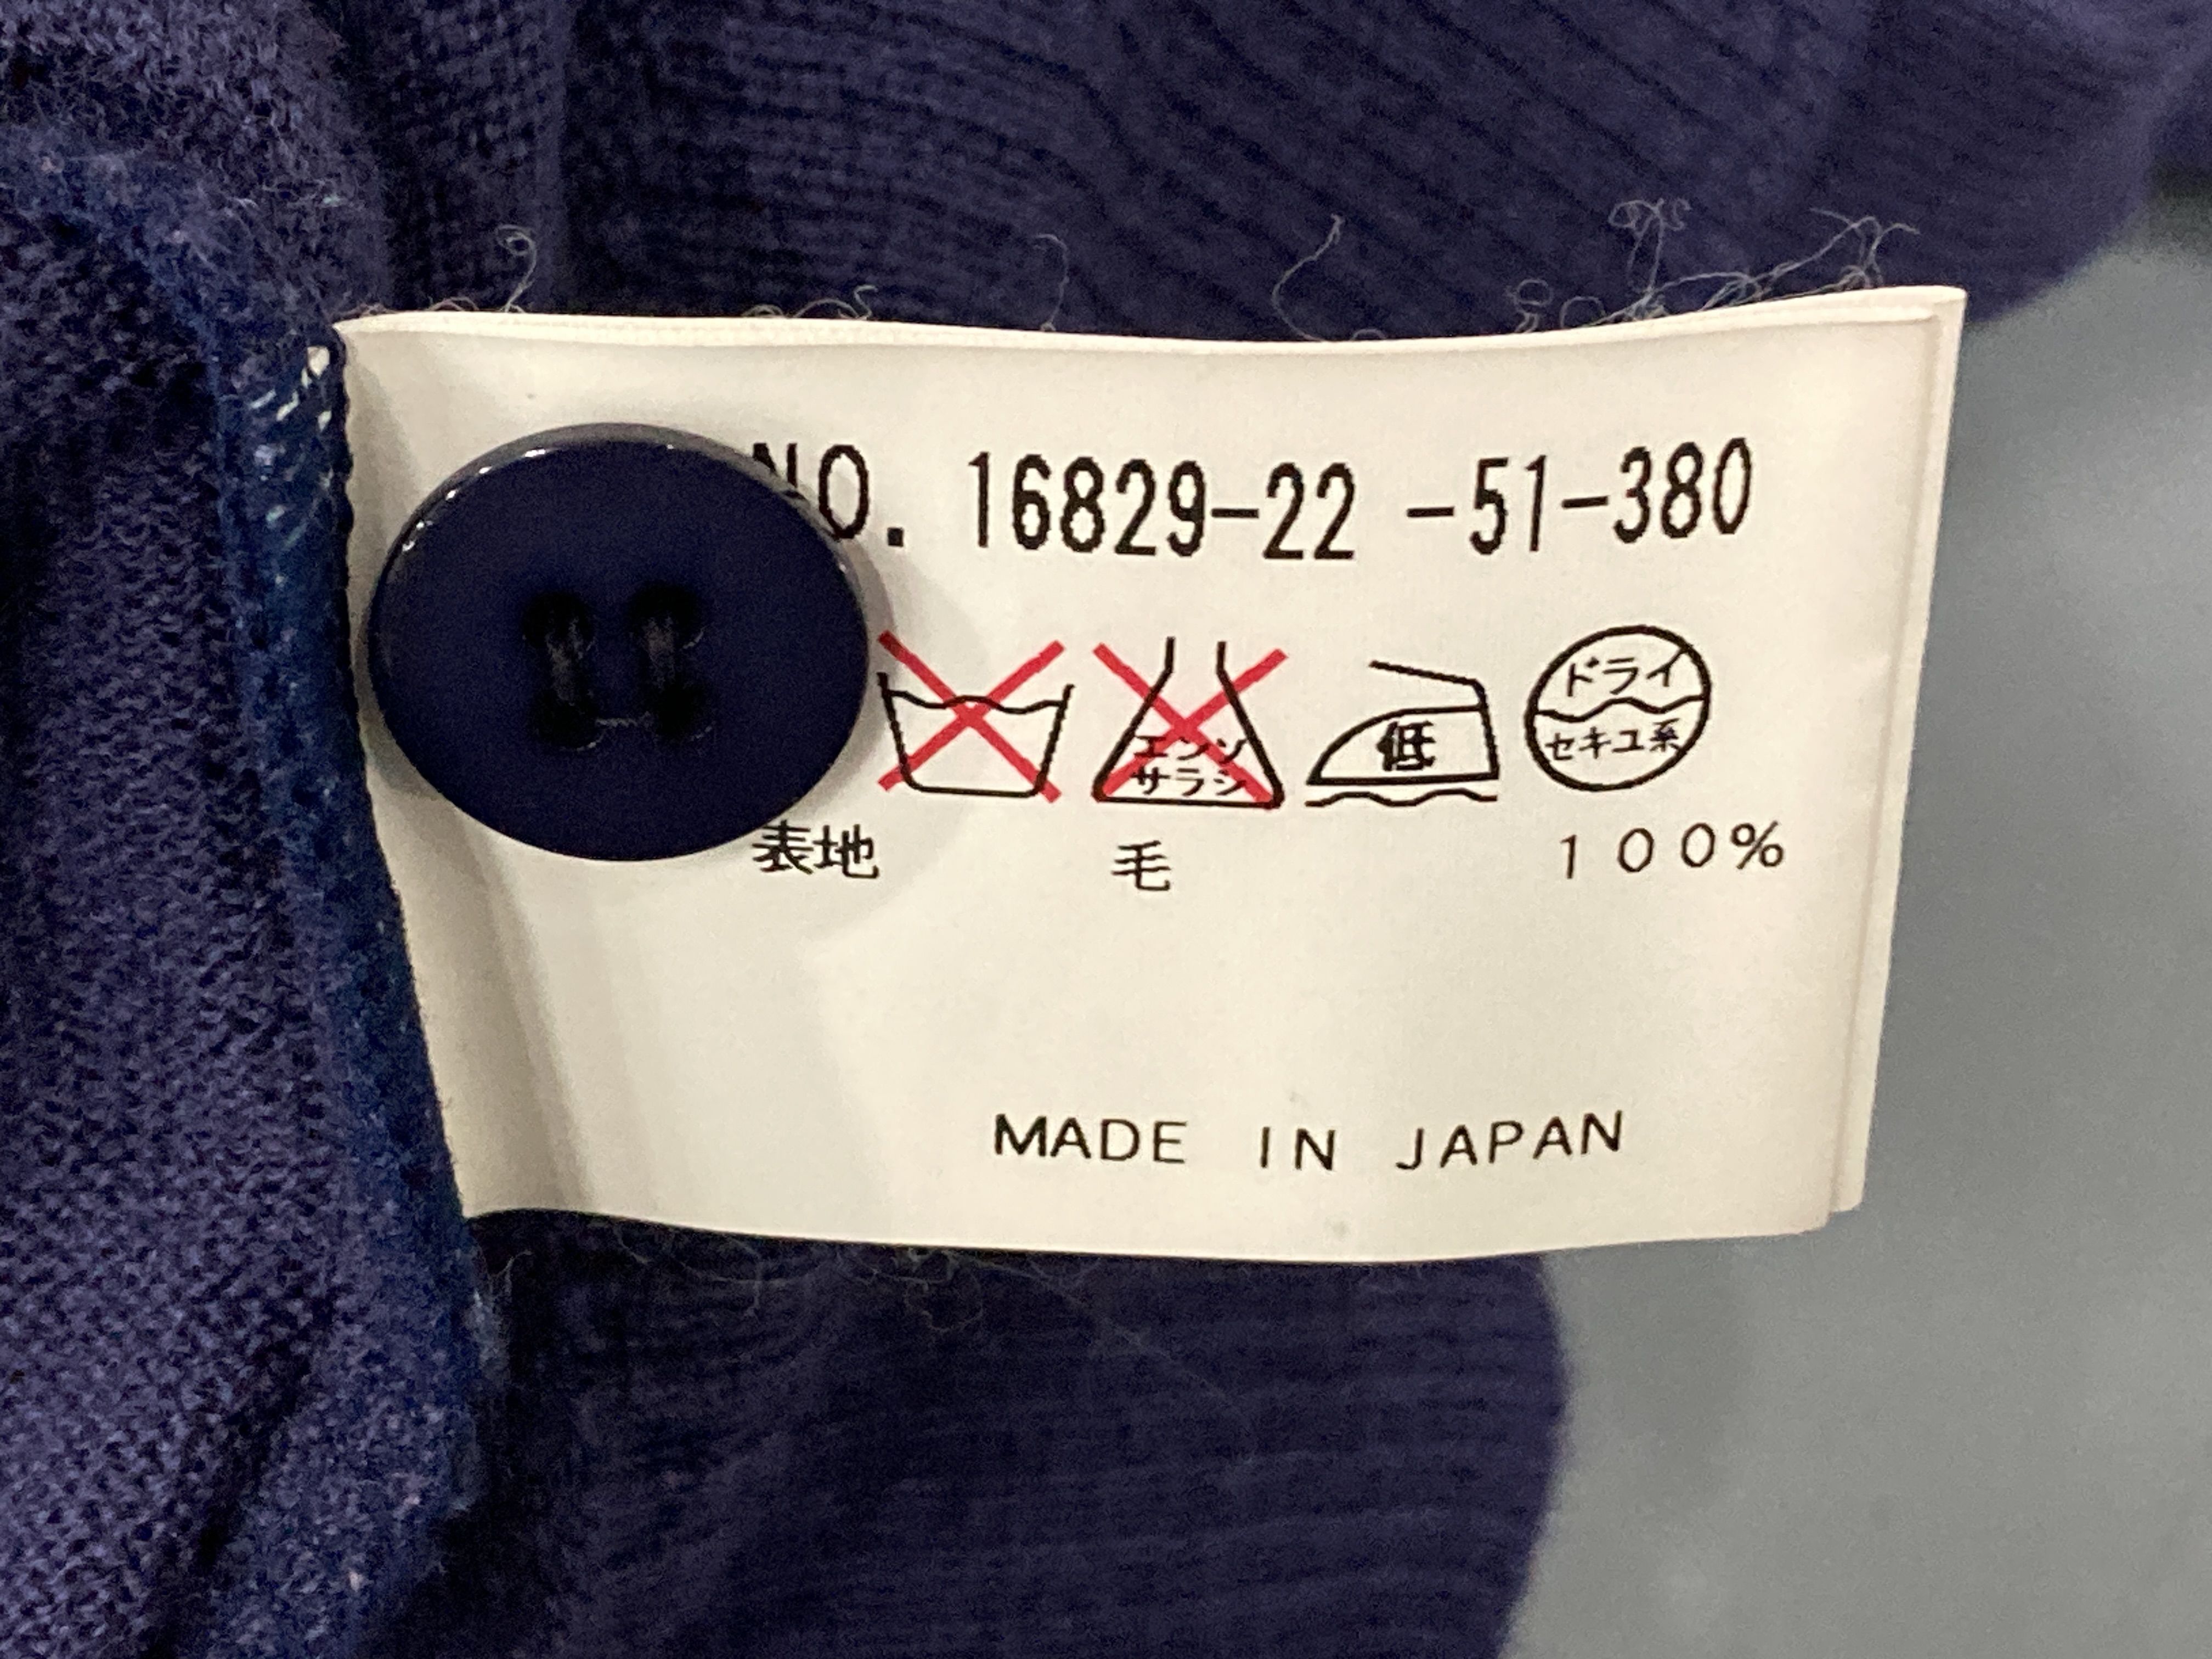 NO. 16829-22 -51-380
エンソ
サラシ
低
ドライ
セキユ系
表地 毛 100%
MADE IN JAPAN